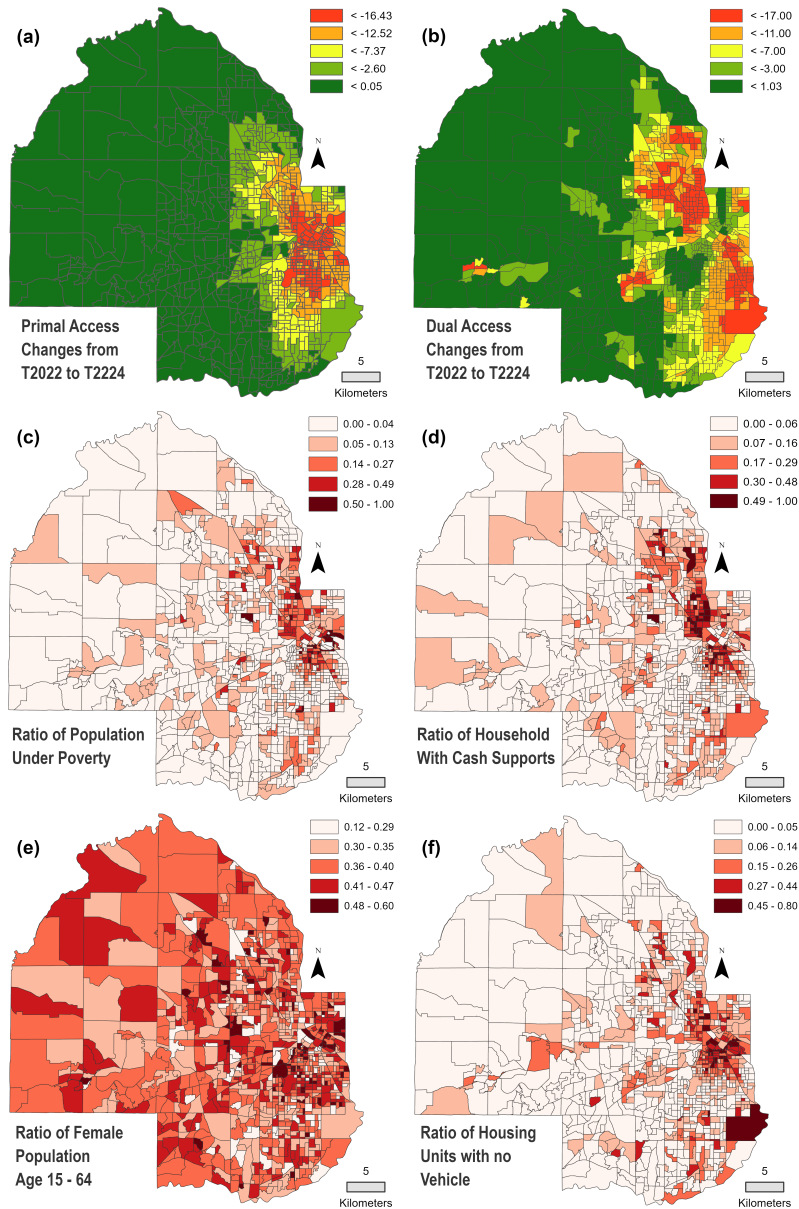 (a)
< -16.43
< -12.52
< -7.37
< -2.60
< 0.05
N
Primal Access
Changes from
T2022 to T2224
5
Kilometers
(b)
< -17.00
< -11.00
< -7.00
< -3.00
< 1.03
N
Dual Access
Changes from
T2022 to T2224
5
Kilometers
(c)
0.00 - 0.04
0.05 - 0.13
0.14 - 0.27
0.28 - 0.49
0.50 - 1.00
N
Ratio of Population
Under Poverty
5
Kilometers
(d)
0.00 - 0.06
0.07 - 0.16
0.17 - 0.29
0.30 - 0.48
0.49 - 1.00
N
Ratio of Household
With Cash Supports
5
Kilometers
(e)
0.12 - 0.29
0.30 - 0.35
0.36 - 0.40
0.41 - 0.47
0.48 - 0.60
N
Ratio of Female
Population
Age 15 - 64
5
Kilometers
(f)
0.00 - 0.05
0.06 - 0.14
0.15 - 0.26
0.27 - 0.44
0.45 - 0.80
N
Ratio of Housing
Units with no
Vehicle
5
Kilometers